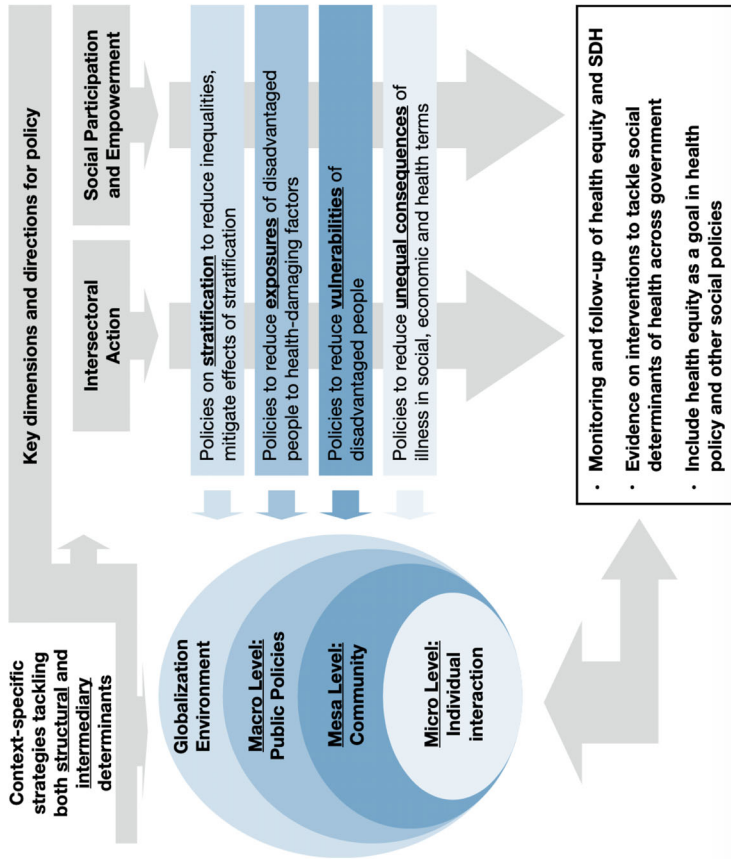 Context-specific
strategies tackling
both structural and
intermediary
determinants
Key dimensions and directions for policy
Intersectoral
Action
Social Participation
and Empowerment
Globalization
Environment
Macro Level:
Public Policies
Mesa Level:
Community
Micro Level:
Individual
interaction
Policies on stratification to reduce inequalities,
mitigate effects of stratification
Policies to reduce exposures of disadvantaged
people to health-damaging factors
Policies to reduce vulnerabilities of
disadvantaged people
Policies to reduce unequal consequences of
illness in social, economic and health terms
· Monitoring and follow-up of health equity and SDH
· Evidence on interventions to tackle social
determinants of health across government
· Include health equity as a goal in health
policy and other social policies